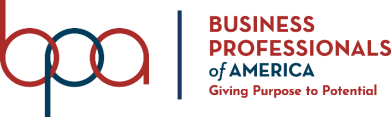 bpa
BUSINESS
PROFESSIONALS
of AMERICA
Giving Purpose to Potential